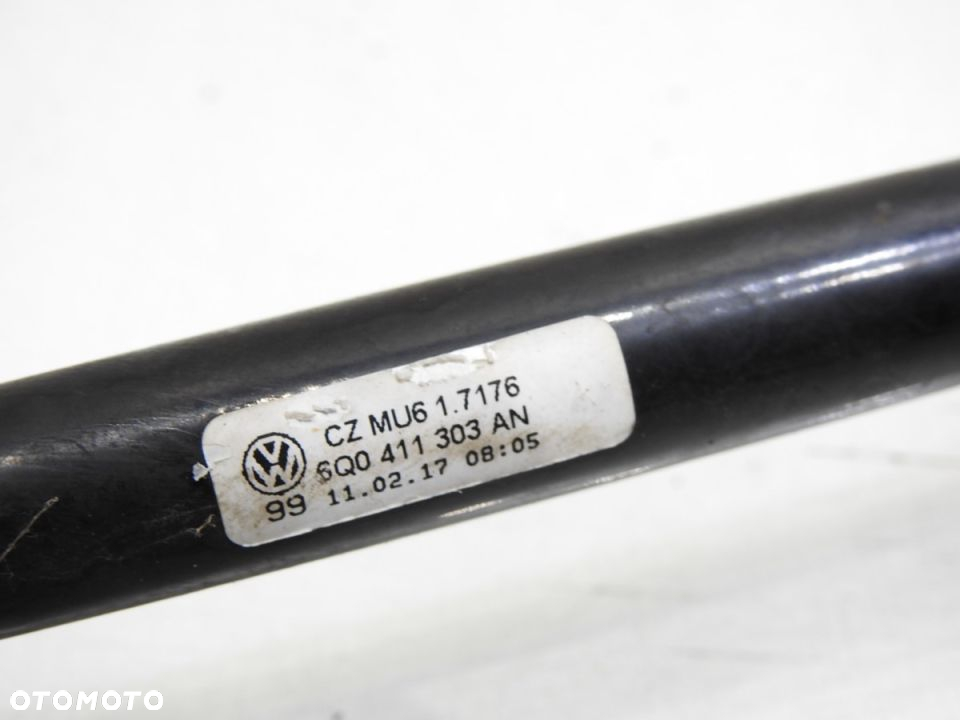 CZ MU6 1.7176
6Q0 411 303 AN
99 11.02.17 08:05
OTOMOTO